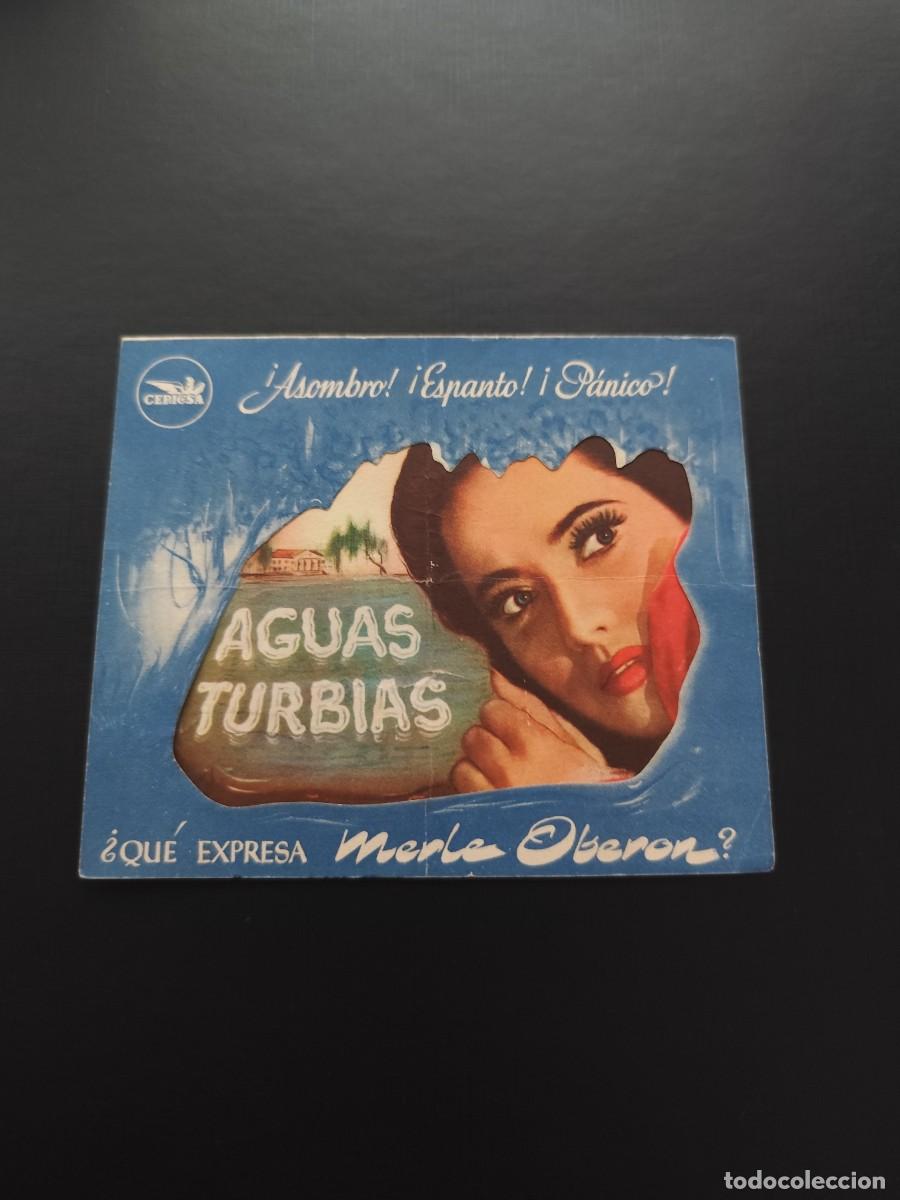 CEPICSA
¡Asombro! ¡Espanto! ¡Pánico!
AGUAS
TURBIAS
¿QUÉ EXPRESA Merle Oberon?
todocoleccion